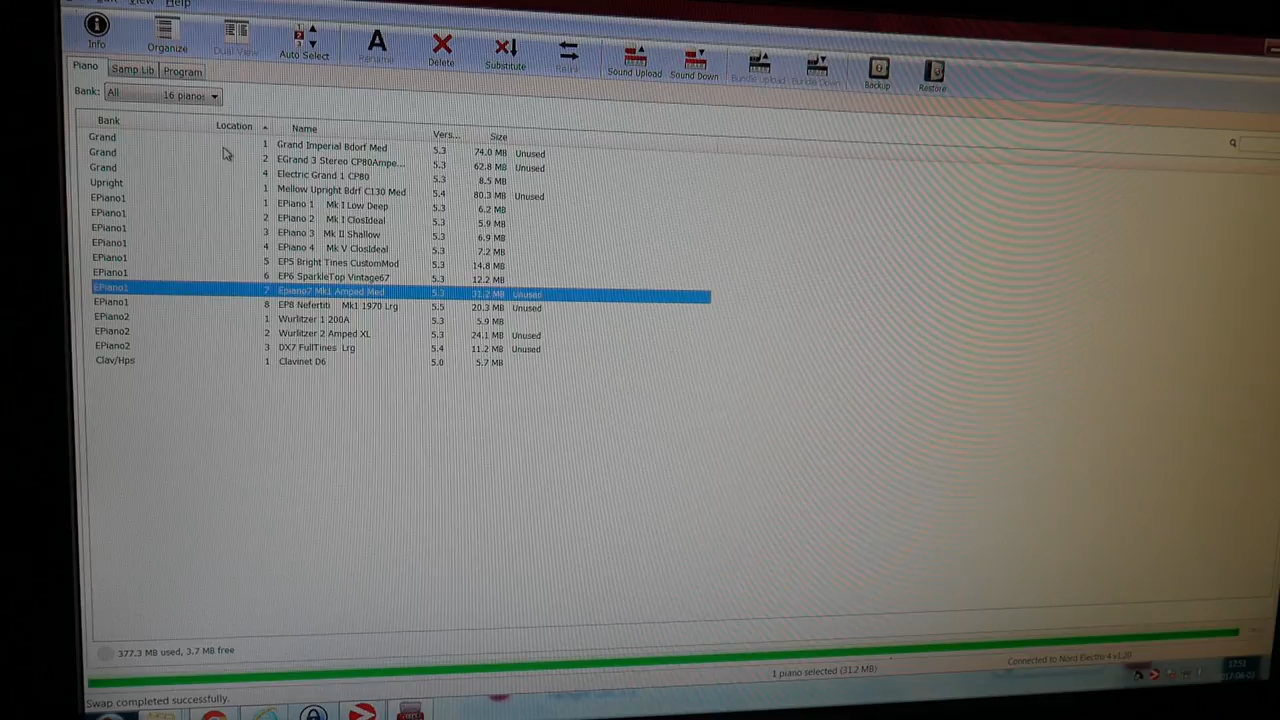 View Help
Info Organize Dual View Auto Select Rename Delete Substitute Relink Sound Upload Sound Down Bundle Upload Bundle Down Backup Restore
Piano Samp Lib Program
Bank: All 16 pianos
Bank Location Name Vers... Size
Grand 1 Grand Imperial Bdorf Med 5.3 74.0 MB Unused
Grand 2 EGrand 3 Stereo CP80Ampe... 5.3 62.8 MB Unused
Grand 4 Electric Grand 1 CP80 5.3 8.5 MB
Upright 1 Mellow Upright Bdrf C130 Med 5.4 80.3 MB Unused
EPiano1 1 EPiano 1 Mk I Low Deep 5.3 6.2 MB
EPiano1 2 EPiano 2 Mk I ClosIdeal 5.3 5.9 MB
EPiano1 3 EPiano 3 Mk II Shallow 5.3 6.9 MB
EPiano1 4 EPiano 4 Mk V ClosIdeal 5.3 7.2 MB
EPiano1 5 EP5 Bright Tines CustomMod 5.3 14.8 MB
EPiano1 6 EP6 SparkleTop Vintage67 5.3 12.2 MB
EPiano1 7 Epiano7 Mk1 Amped Med 5.3 31.2 MB Unused
EPiano1 8 EP8 Nefertiti Mk1 1970 Lrg 5.5 20.3 MB Unused
EPiano2 1 Wurlitzer 1 200A 5.3 5.9 MB
EPiano2 2 Wurlitzer 2 Amped XL 5.3 24.1 MB Unused
EPiano2 3 DX7 FullTines Lrg 5.4 11.2 MB Unused
Clav/Hps 1 Clavinet D6 5.0 5.7 MB
377.3 MB used, 3.7 MB free
1 piano selected (31.2 MB) Connected to Nord Electro 4 v1.20
Swap completed successfully.
17:51